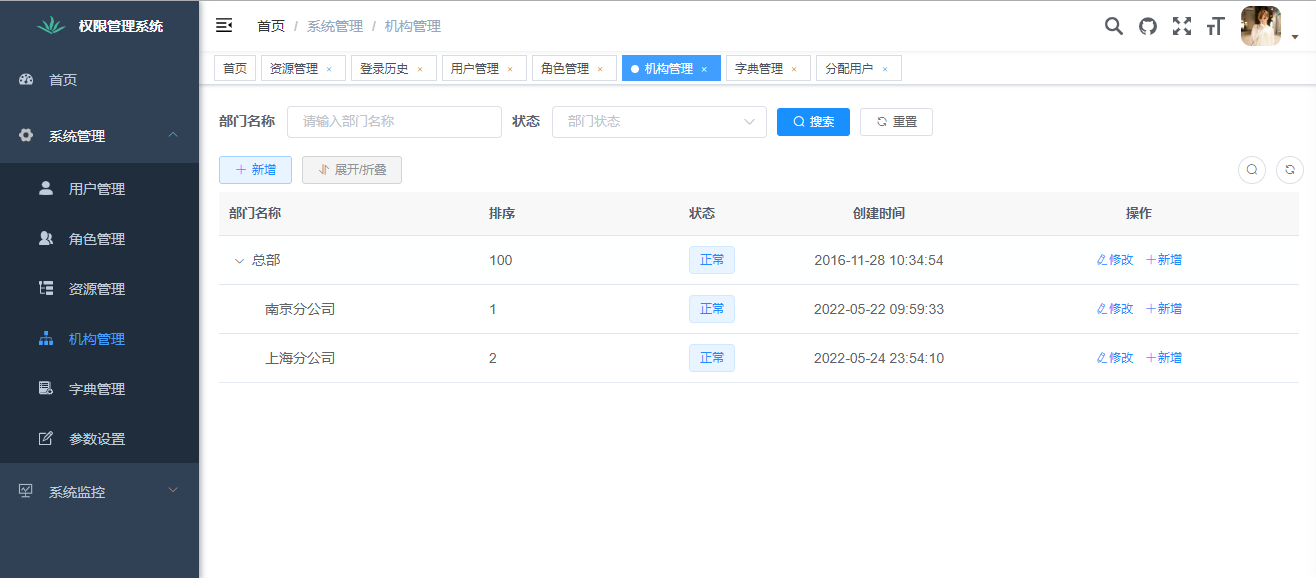 权限管理系统
首页
系统管理
用户管理
角色管理
资源管理
机构管理
字典管理
参数设置
系统监控
首页 / 系统管理 / 机构管理
首页 资源管理 × 登录历史 × 用户管理 × 角色管理 × 机构管理 × 字典管理 × 分配用户 ×
部门名称 请输入部门名称 状态 部门状态 搜索 重置
新增 展开/折叠
部门名称 排序 状态 创建时间 操作
总部 100 正常 2016-11-28 10:34:54 修改 新增
南京分公司 1 正常 2022-05-22 09:59:33 修改 新增
上海分公司 2 正常 2022-05-24 23:54:10 修改 新增